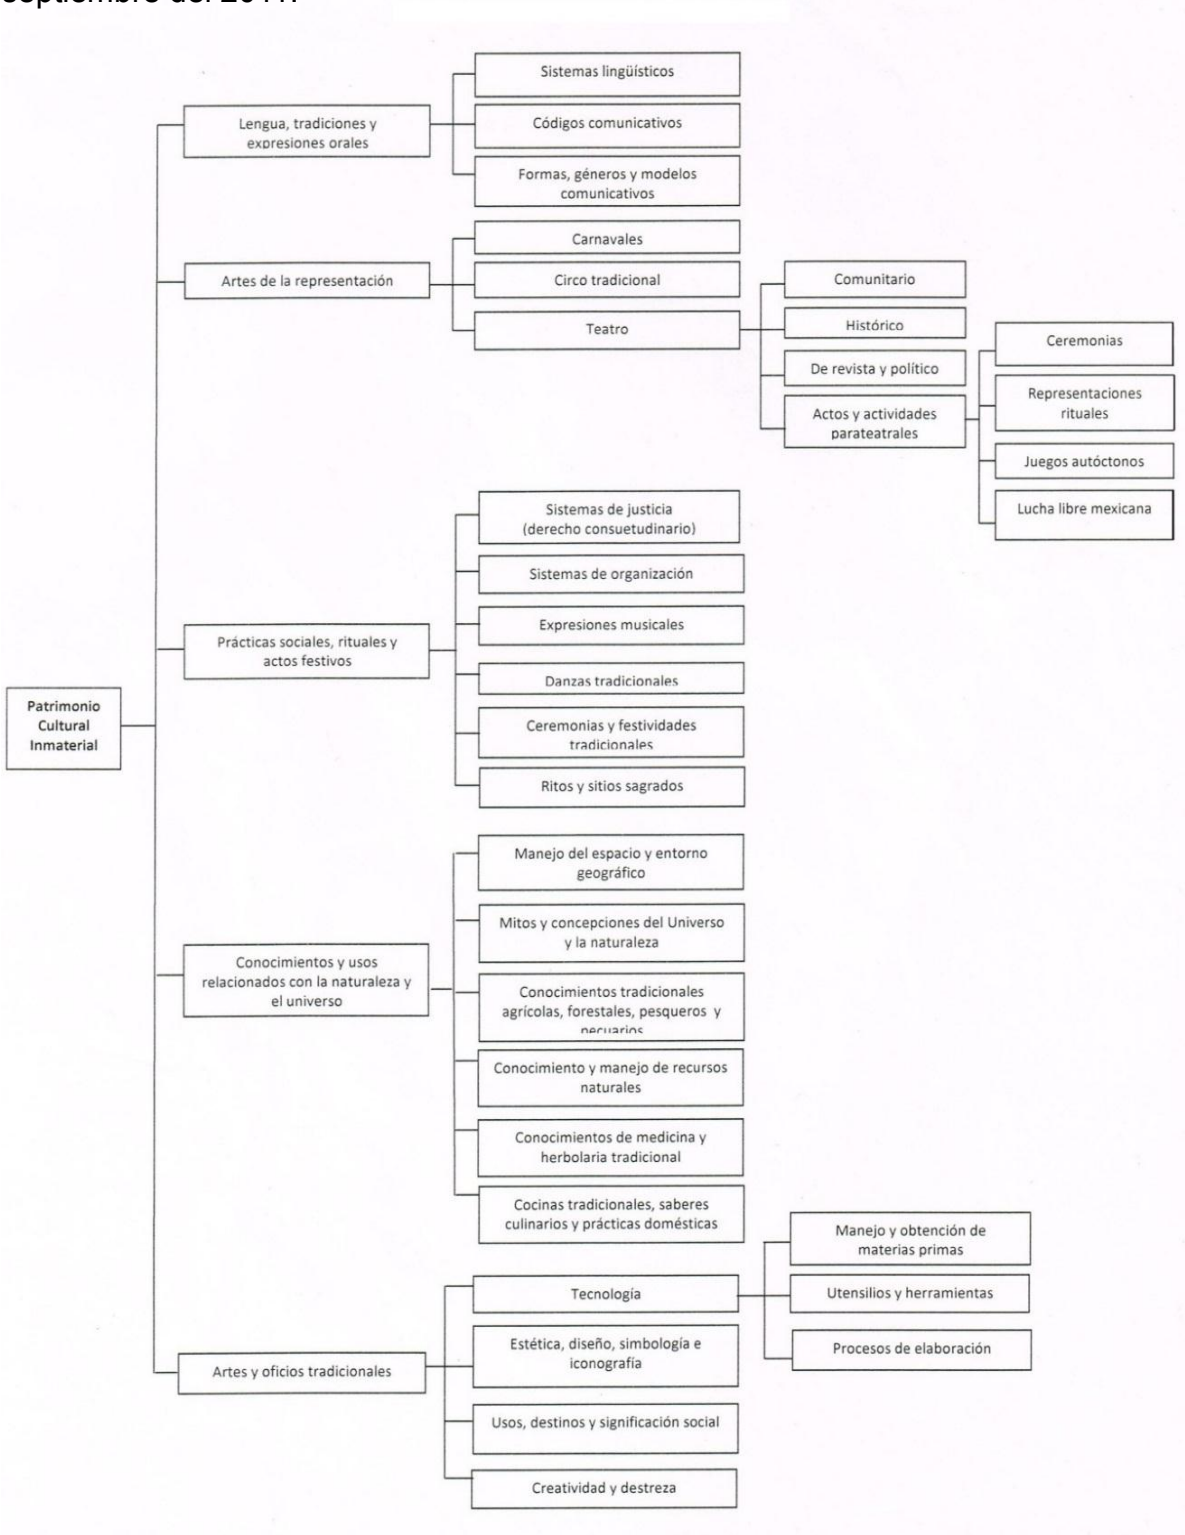 Sistemas lingüísticos
Lengua, tradiciones y
expresiones orales
Códigos comunicativos
Formas, géneros y modelos
comunicativos
Carnavales
Artes de la representación
Circo tradicional
Teatro
Comunitario
Histórico
De revista y político
Actos y actividades
parateatrales
Ceremonias
Representaciones
rituales
Juegos autóctonos
Lucha libre mexicana
Sistemas de justicia
(derecho consuetudinario)
Sistemas de organización
Expresiones musicales
Prácticas sociales, rituales y
actos festivos
Danzas tradicionales
Patrimonio
Cultural
Inmaterial
Ceremonias y festividades
tradicionales
Ritos y sitios sagrados
Manejo del espacio y entorno
geográfico
Mitos y concepciones del Universo
y la naturaleza
Conocimientos y usos
relacionados con la naturaleza y
el universo
Conocimientos tradicionales
agrícolas, forestales, pesqueros y
pecuarios
Conocimiento y manejo de recursos
naturales
Conocimientos de medicina y
herbolaria tradicional
Cocinas tradicionales, saberes
culinarios y prácticas domésticas
Tecnología
Manejo y obtención de
materias primas
Utensilios y herramientas
Procesos de elaboración
Estética, diseño, simbología e
iconografía
Artes y oficios tradicionales
Usos, destinos y significación social
Creatividad y destreza